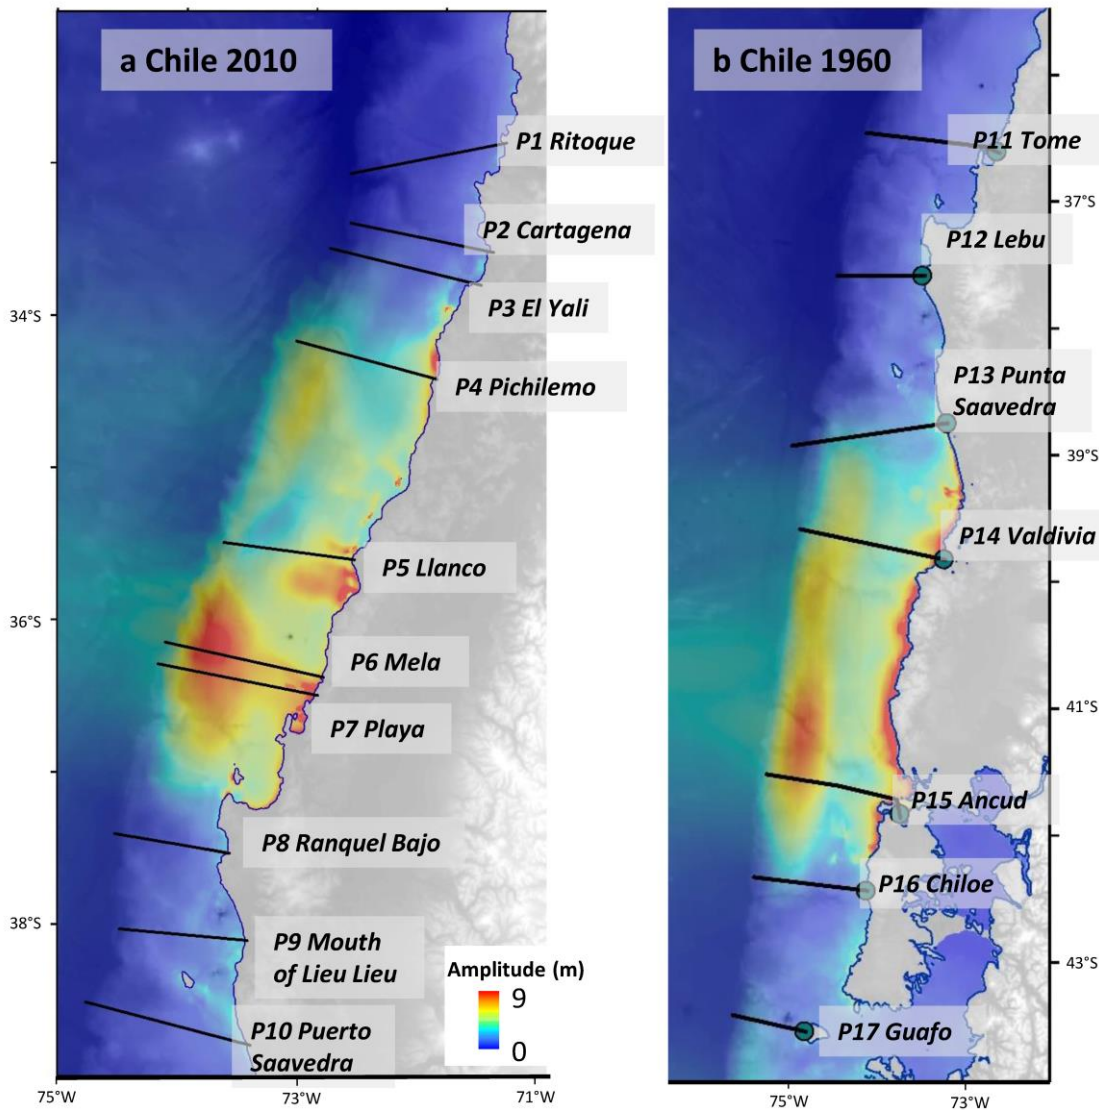 a Chile 2010
P1 Ritoque
P2 Cartagena
P3 El Yali
34°S
P4 Pichilemo
P5 Llanco
36°S
P6 Mela
P7 Playa
P8 Ranquel Bajo
38°S
P9 Mouth
of Lieu Lieu
Amplitude (m)
9
0
P10 Puerto
Saavedra
75°W
73°W
71°W
b Chile 1960
P11 Tome
37°S
P12 Lebu
P13 Punta
Saavedra
39°S
P14 Valdivia
41°S
P15 Ancud
P16 Chiloe
43°S
P17 Guafo
75°W
73°W